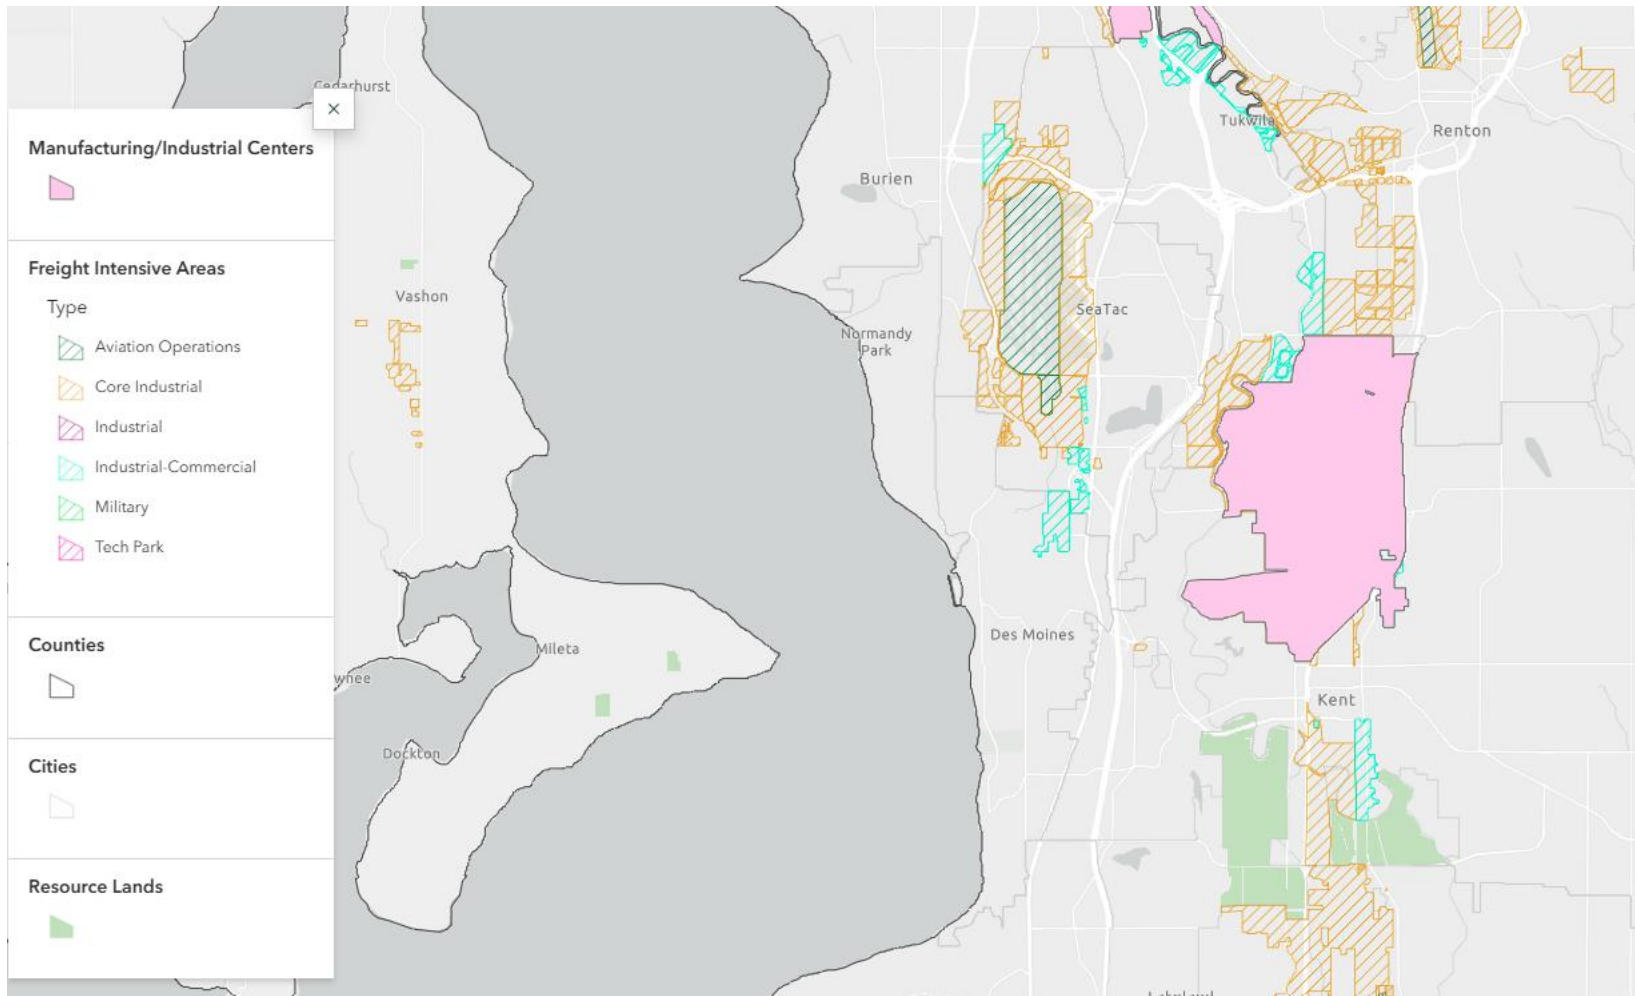 Cedarhurst
×
Manufacturing/Industrial Centers
Freight Intensive Areas
Type
Aviation Operations
Core Industrial
Industrial
Industrial-Commercial
Military
Tech Park
Counties
Cities
Resource Lands
Vashon
Mileta
wnee
Dockton
Burien
Normandy
Park
SeaTac
Des Moines
Tukwila
Renton
Kent